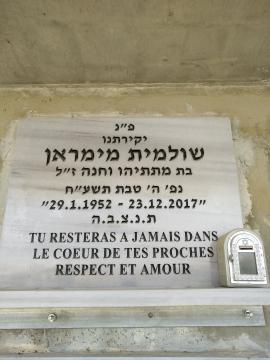 פ״נ
יקירתנו
שולמית מימראן
בת מתתיהו וחנה ז״ל
נפ׳ ה׳ טבת תשע״ח
"29.1.1952 - 23.12.2017"
ת.נ.צ.ב.ה
TU RESTERAS A JAMAIS DANS
LE COEUR DE TES PROCHES
RESPECT ET AMOUR